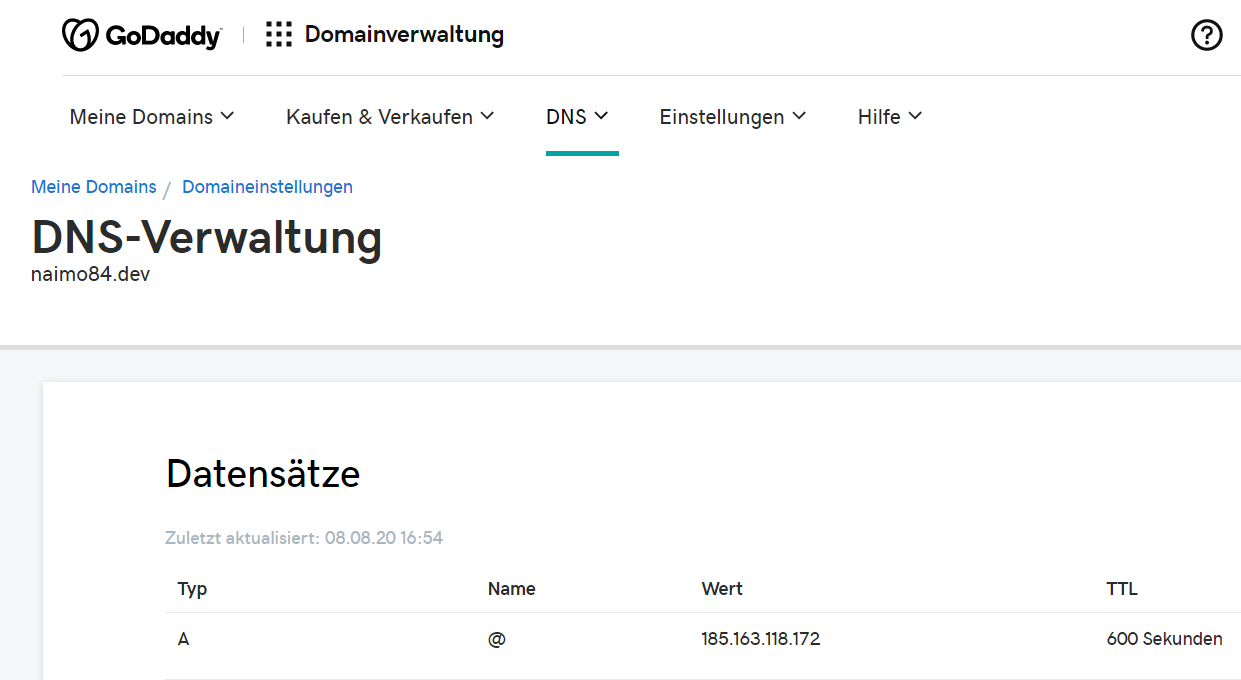 GoDaddy Domainverwaltung
Meine Domains Kaufen & Verkaufen DNS Einstellungen Hilfe
Meine Domains / Domaineinstellungen
DNS-Verwaltung
naimo84.dev
Datensätze
Zuletzt aktualisiert: 08.08.20 16:54
Typ Name Wert TTL
A @ 185.163.118.172 600 Sekunden